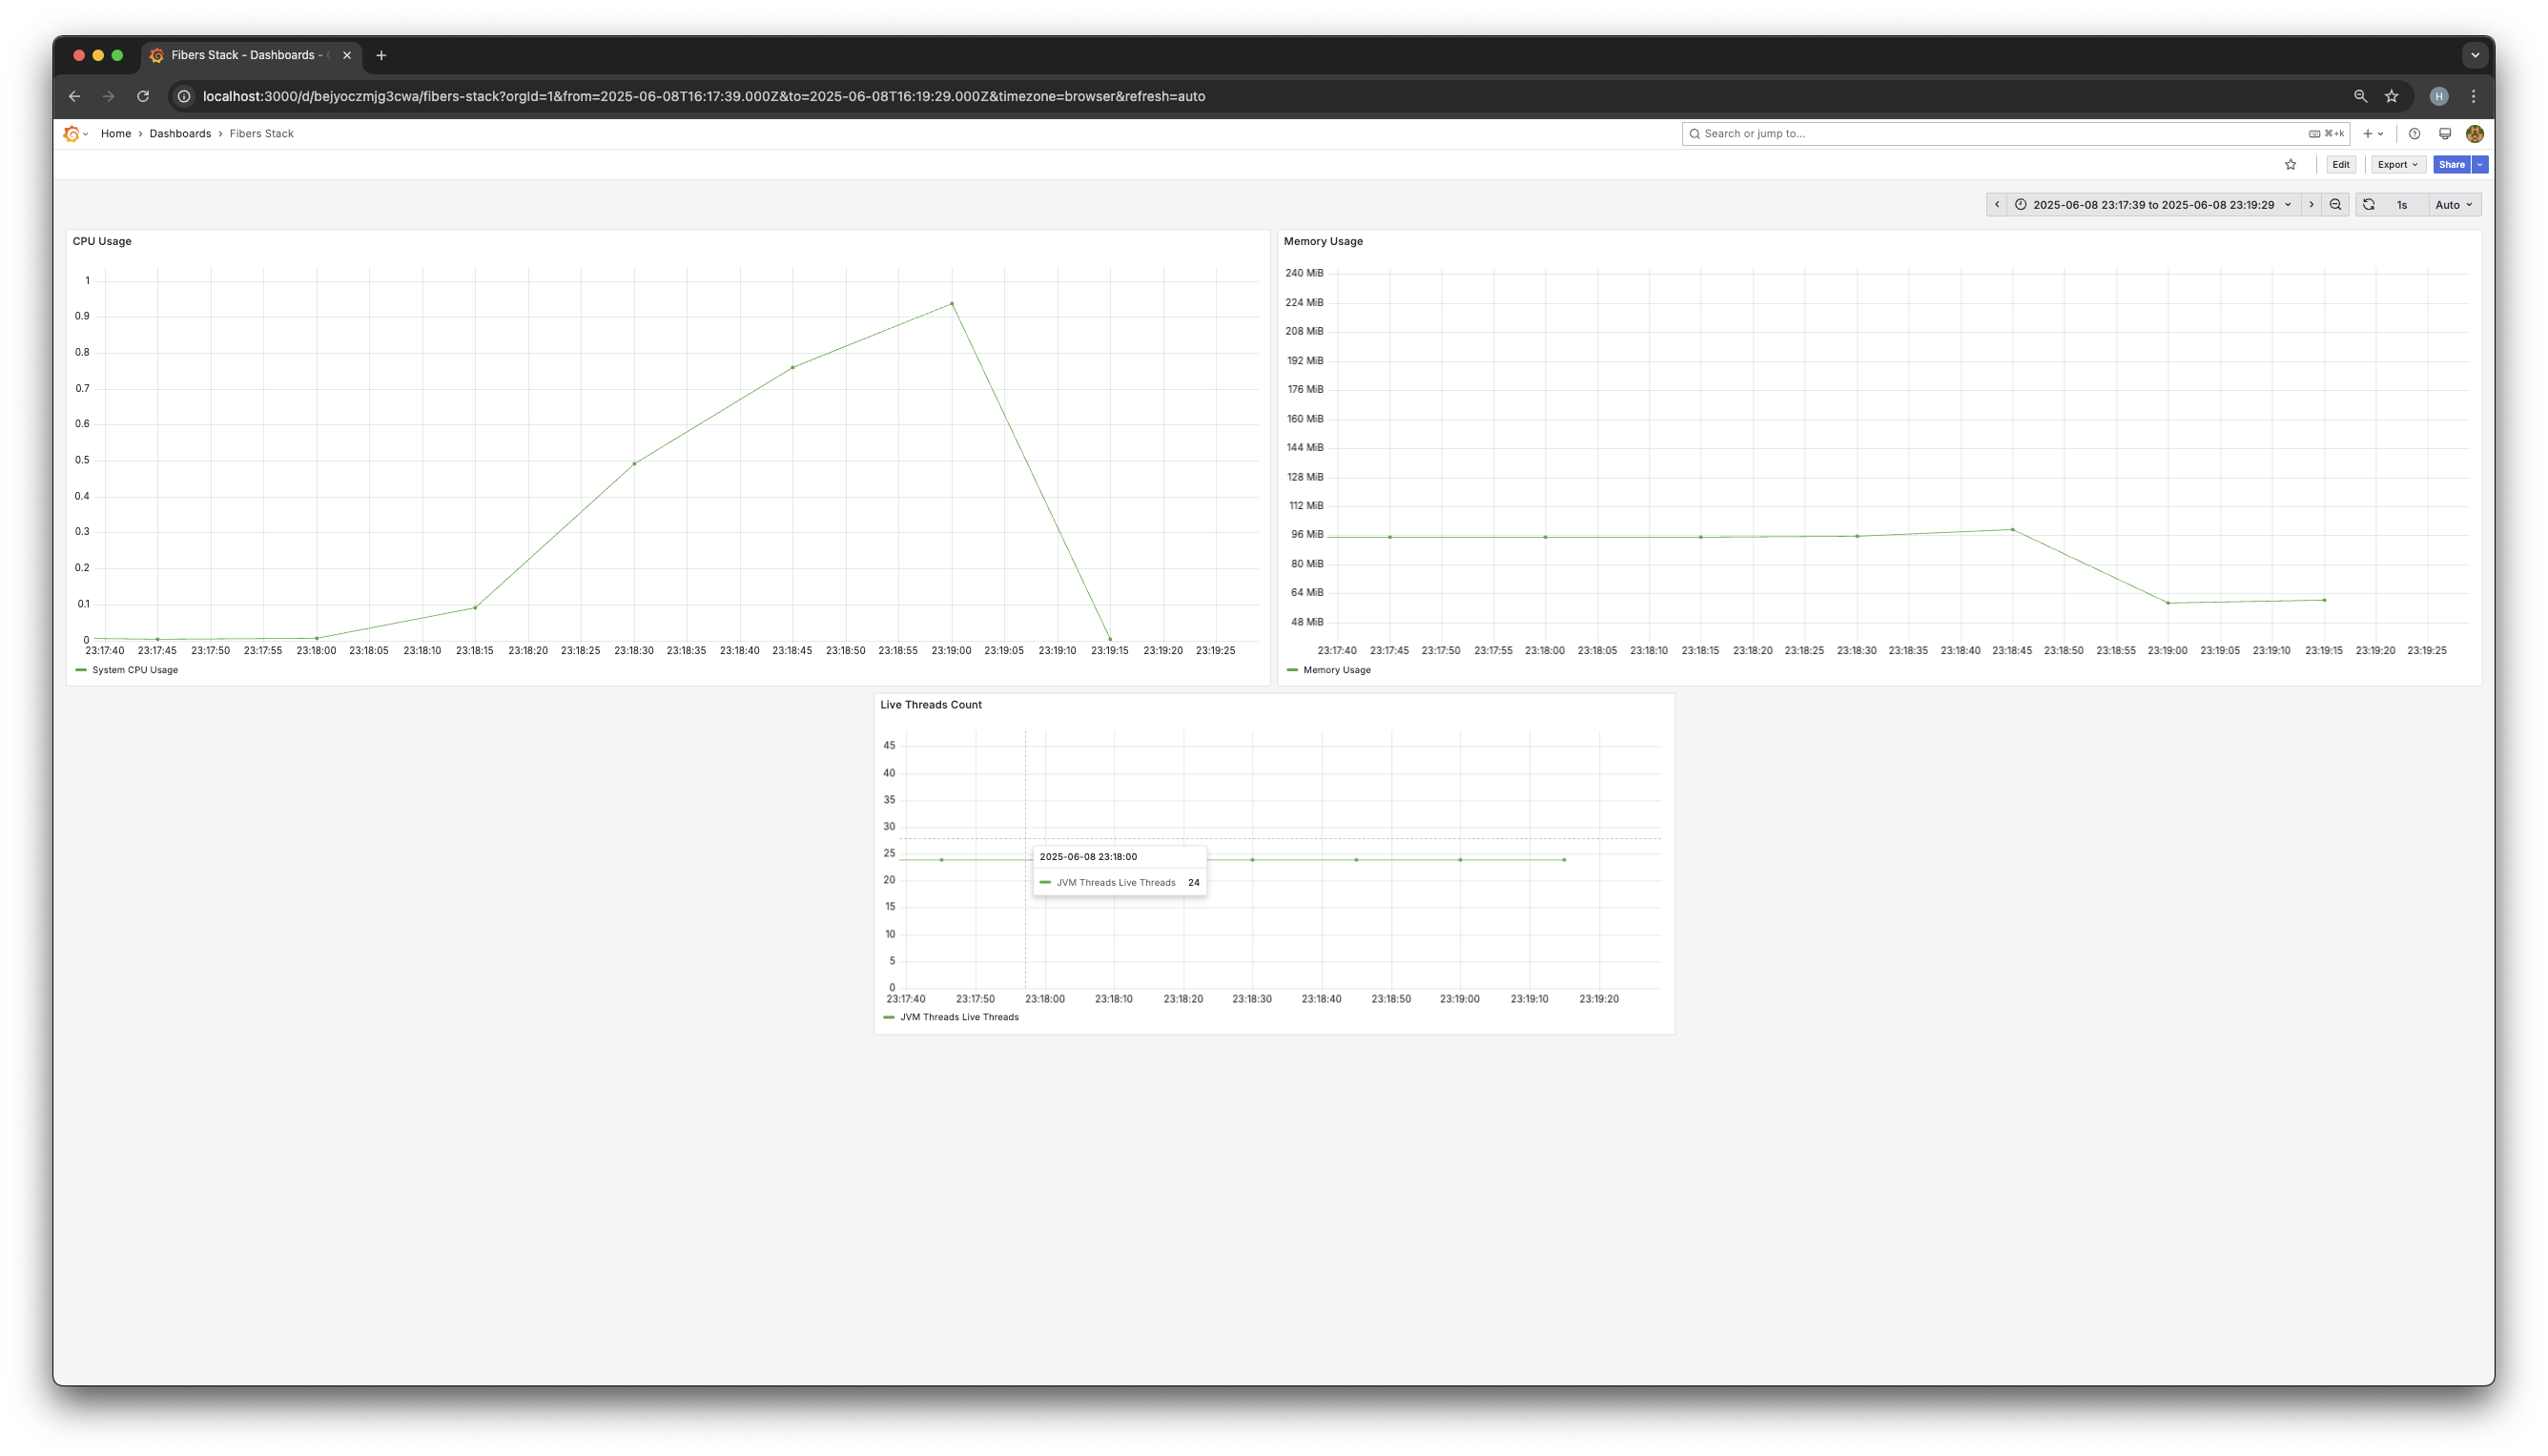 Fibers Stack - Dashboards -
localhost:3000/d/bejyoczmjg3cwa/fibers-stack?orgId=1&from=2025-06-08T16:17:39.000Z&to=2025-06-08T16:19:29.000Z&timezone=browser&refresh=auto
H
Home › Dashboards › Fibers Stack
Search or jump to...
⌘+k
Edit
Export
Share
2025-06-08 23:17:39 to 2025-06-08 23:19:29
1s
Auto
CPU Usage
1
0.9
0.8
0.7
0.6
0.5
0.4
0.3
0.2
0.1
0
23:17:40 23:17:45 23:17:50 23:17:55 23:18:00 23:18:05 23:18:10 23:18:15 23:18:20 23:18:25 23:18:30 23:18:35 23:18:40 23:18:45 23:18:50 23:18:55 23:19:00 23:19:05 23:19:10 23:19:15 23:19:20 23:19:25
System CPU Usage
Memory Usage
240 MiB
224 MiB
208 MiB
192 MiB
176 MiB
160 MiB
144 MiB
128 MiB
112 MiB
96 MiB
80 MiB
64 MiB
48 MiB
23:17:40 23:17:45 23:17:50 23:17:55 23:18:00 23:18:05 23:18:10 23:18:15 23:18:20 23:18:25 23:18:30 23:18:35 23:18:40 23:18:45 23:18:50 23:18:55 23:19:00 23:19:05 23:19:10 23:19:15 23:19:20 23:19:25
Memory Usage
Live Threads Count
45
40
35
30
25
20
15
10
5
0
2025-06-08 23:18:00
JVM Threads Live Threads 24
23:17:40 23:17:50 23:18:00 23:18:10 23:18:20 23:18:30 23:18:40 23:18:50 23:19:00 23:19:10 23:19:20
JVM Threads Live Threads